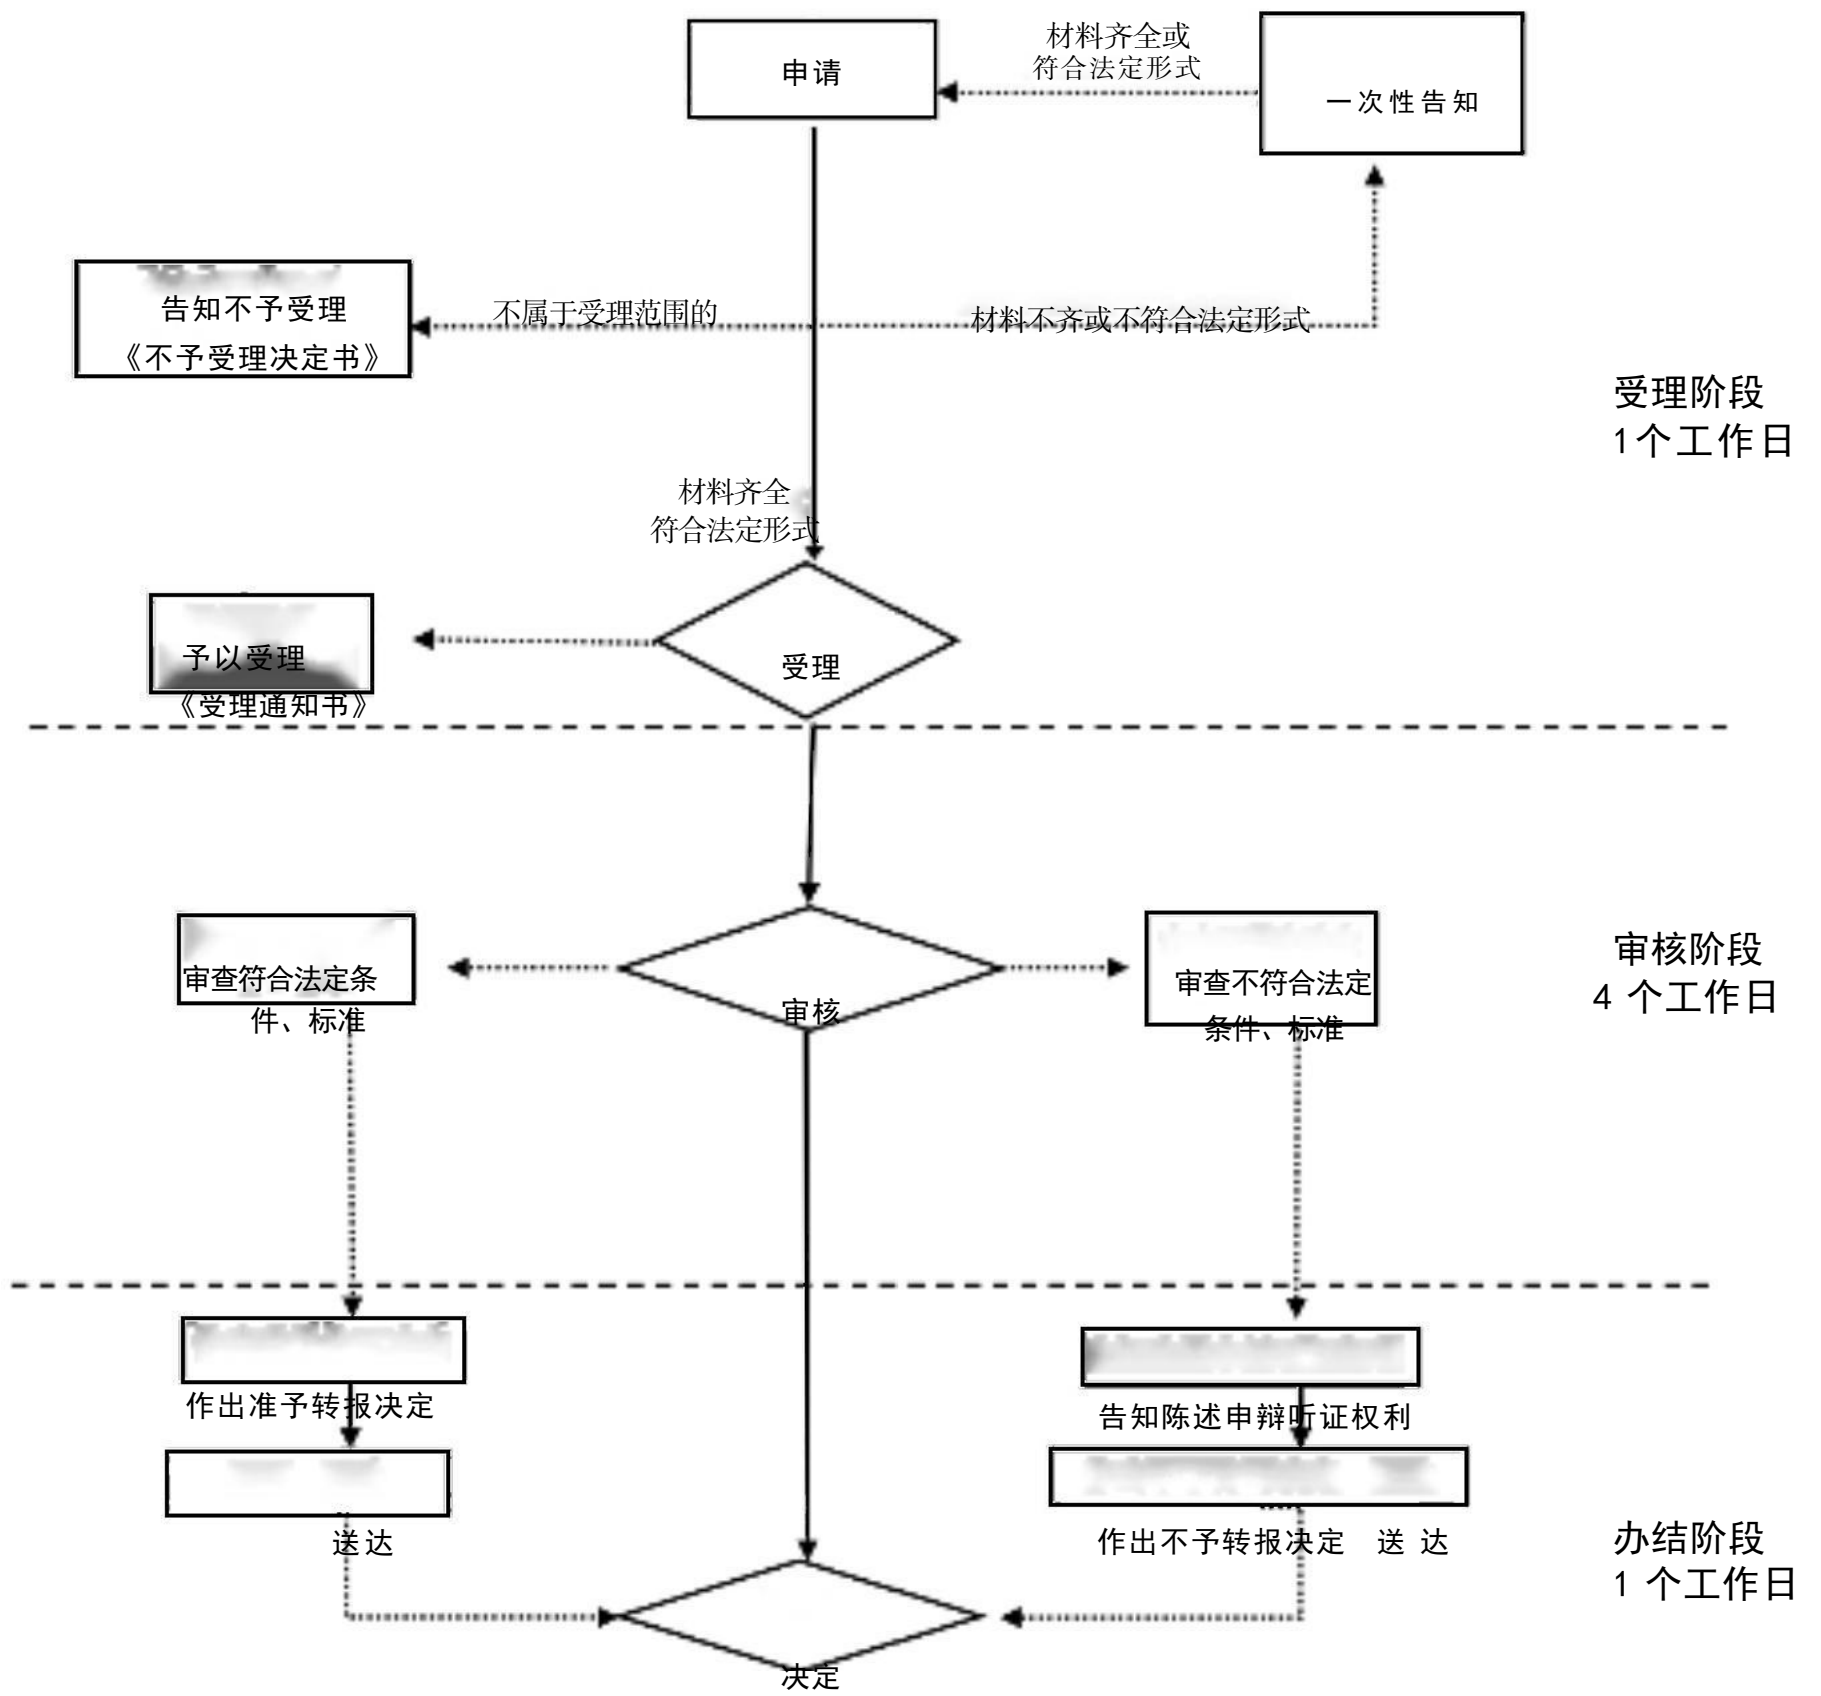 申请
材料齐全或
符合法定形式
一次性告知
告知不予受理
《不予受理决定书》
不属于受理范围的
材料不齐或不符合法定形式
受理阶段
1个工作日
材料齐全
符合法定形式
予以受理
《受理通知书》
受理
审查符合法定条
件、标准
审核
审查不符合法定
条件、标准
审核阶段
4 个工作日
作出准予转报决定
告知陈述申辩听证权利
送达
作出不予转报决定 送 达
办结阶段
1 个工作日
决定